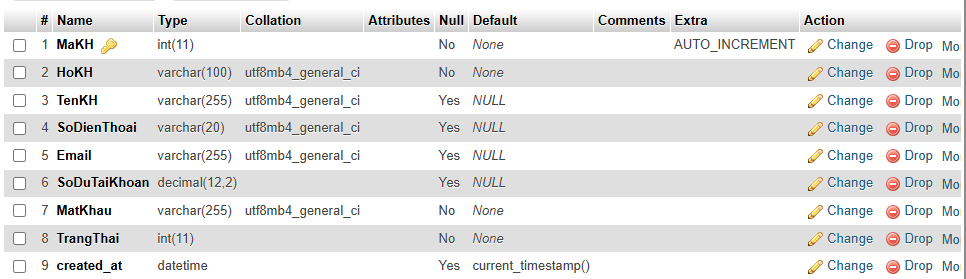 # Name Type Collation Attributes Null Default Comments Extra Action
1 MaKH int(11) No None AUTO_INCREMENT Change Drop Mo
2 HoKH varchar(100) utf8mb4_general_ci No None Change Drop Mo
3 TenKH varchar(255) utf8mb4_general_ci Yes NULL Change Drop Mo
4 SoDienThoai varchar(20) utf8mb4_general_ci Yes NULL Change Drop Mo
5 Email varchar(255) utf8mb4_general_ci Yes NULL Change Drop Mo
6 SoDuTaiKhoan decimal(12,2) Yes NULL Change Drop Mo
7 MatKhau varchar(255) utf8mb4_general_ci No None Change Drop Mo
8 TrangThai int(11) No None Change Drop Mo
9 created_at datetime Yes current_timestamp() Change Drop Mo